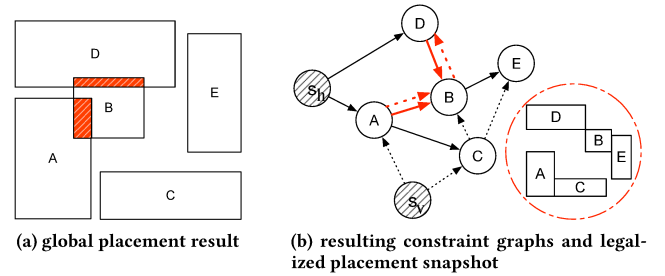 D
B
E
A
C
(a) global placement result
D
E
s_h
B
A
C
s_v
D
B
E
A
C
(b) resulting constraint graphs and legal-
ized placement snapshot